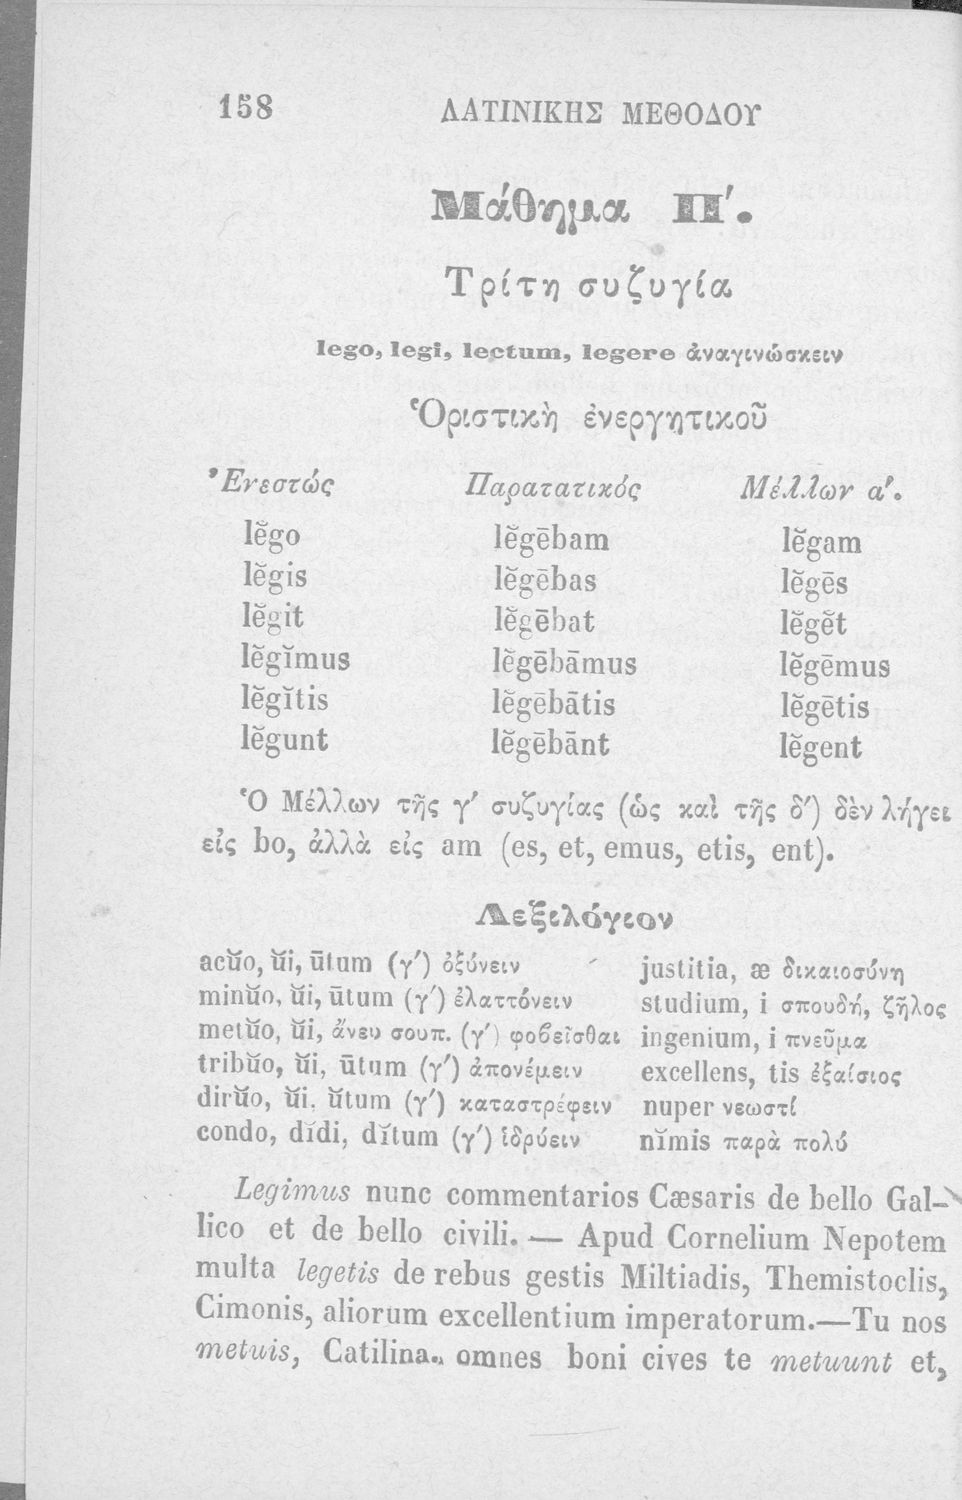 158 ΛΑΤΙΝΙΚΗΣ ΜΕΘΟΔΟΥ
Μάθημα Π΄.
Τρίτη συζυγία
lego, legi, lectum, legere ἀναγινώσκειν
Ὁριστικὴ ἐνεργητικοῦ
Ἐνεστώς Παρατατικός Μέλλων α΄.
lĕgo lĕgēbam lĕgam
lĕgis lĕgēbas lĕgēs
lĕgit lĕgēbat lĕgĕt
lĕgĭmus lĕgēbāmus lĕgēmus
lĕgĭtis lĕgēbātis lĕgētis
lĕgunt lĕgēbānt lĕgent
Ὁ Μέλλων τῆς γ΄ συζυγίας (ὡς καὶ τῆς δ΄) δὲν λήγει
εἰς bo, ἀλλὰ εἰς am (es, et, emus, etis, ent).
Λεξιλόγιον
acŭo, ŭi, ūtum (γ΄) ὀξύνειν justitia, æ δικαιοσύνη
minŭo, ŭi, ūtum (γ΄) ἐλαττόνειν studium, i σπουδή, ζῆλος
metŭo, ŭi, ἄνευ σουπ. (γ΄) φοβεῖσθαι ingenium, i πνεῦμα
tribŭo, ŭi, ūtum (γ΄) ἀπονέμειν excellens, tis ἐξαίσιος
dirŭo, ŭi, ŭtum (γ΄) καταστρέφειν nuper νεωστί
condo, dĭdi, dĭtum (γ΄) ἱδρύειν nĭmis παρὰ πολύ
Legimus nunc commentarios Cæsaris de bello Gal-
lico et de bello civili. — Apud Cornelium Nepotem
multa legetis de rebus gestis Miltiadis, Themistoclis,
Cimonis, aliorum excellentium imperatorum.—Tu nos
metuis, Catilina., omnes boni cives te metuunt et,